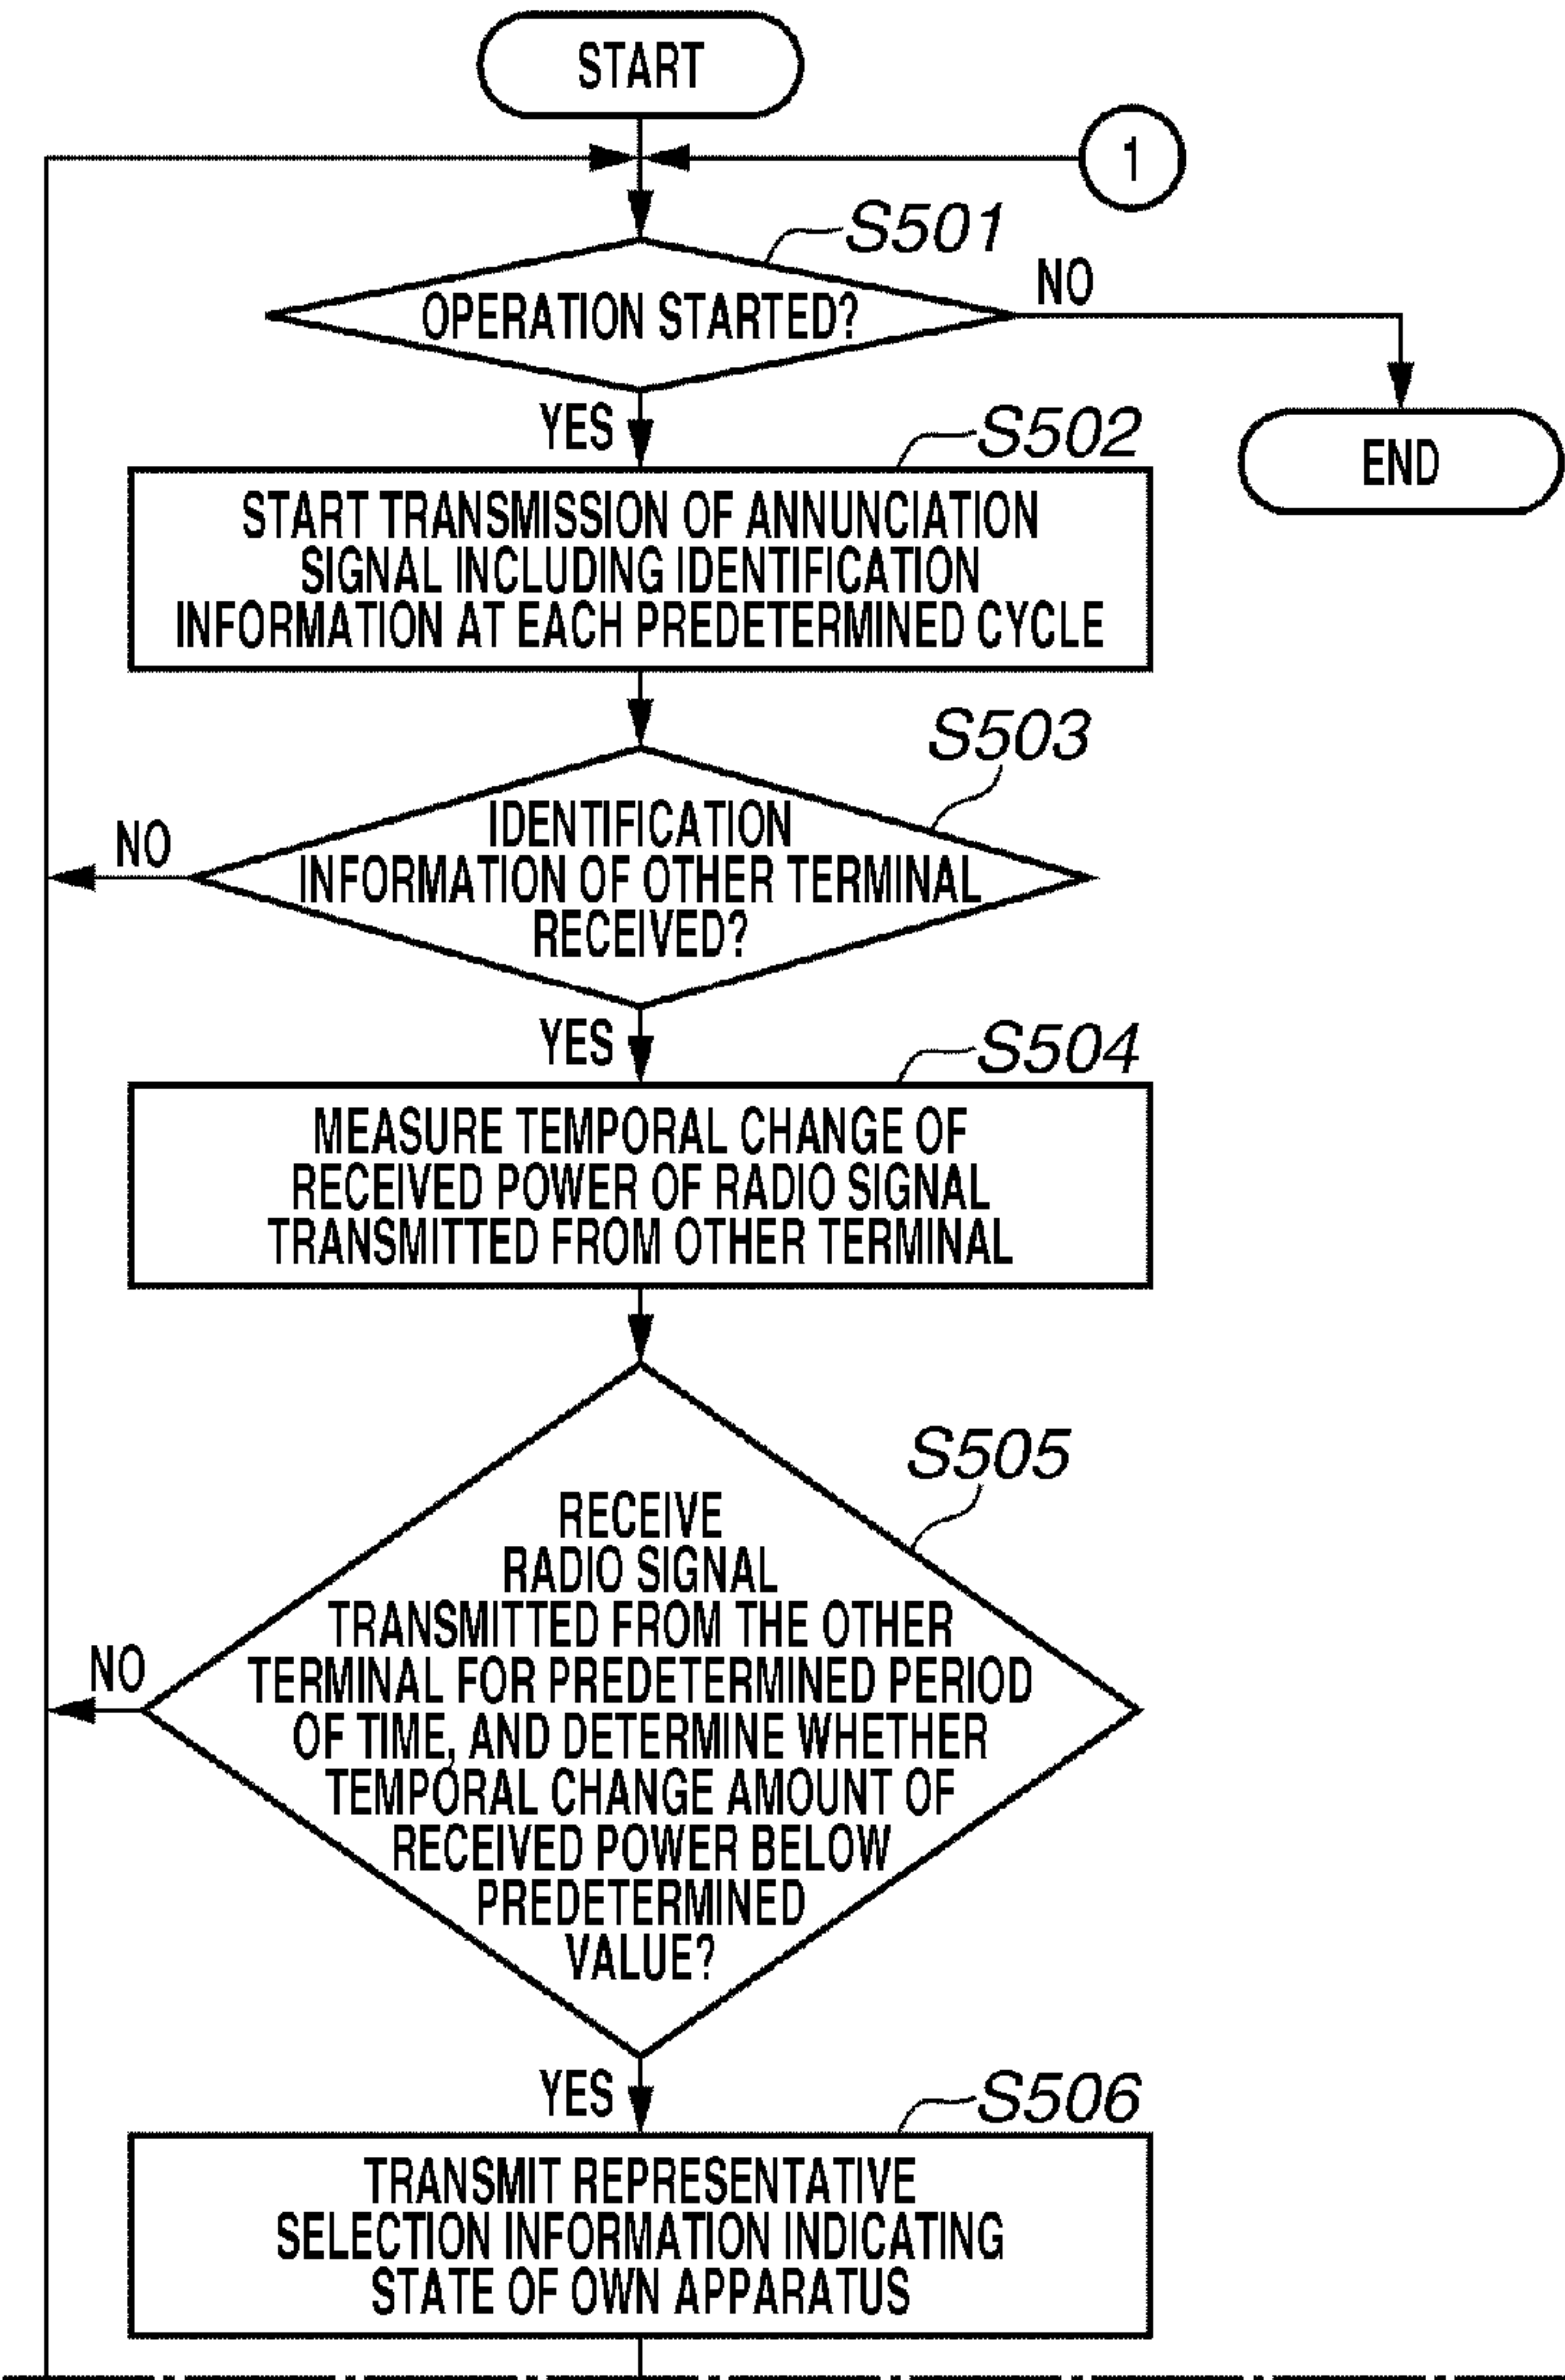 START
1
S501
OPERATION STARTED?
NO
YES
END
S502
START TRANSMISSION OF ANNUNCIATION
SIGNAL INCLUDING IDENTIFICATION
INFORMATION AT EACH PREDETERMINED CYCLE
S503
IDENTIFICATION
INFORMATION OF OTHER TERMINAL
RECEIVED?
NO
YES
S504
MEASURE TEMPORAL CHANGE OF
RECEIVED POWER OF RADIO SIGNAL
TRANSMITTED FROM OTHER TERMINAL
S505
RECEIVE
RADIO SIGNAL
TRANSMITTED FROM THE OTHER
TERMINAL FOR PREDETERMINED PERIOD
OF TIME, AND DETERMINE WHETHER
TEMPORAL CHANGE AMOUNT OF
RECEIVED POWER BELOW
PREDETERMINED
VALUE?
NO
YES
S506
TRANSMIT REPRESENTATIVE
SELECTION INFORMATION INDICATING
STATE OF OWN APPARATUS